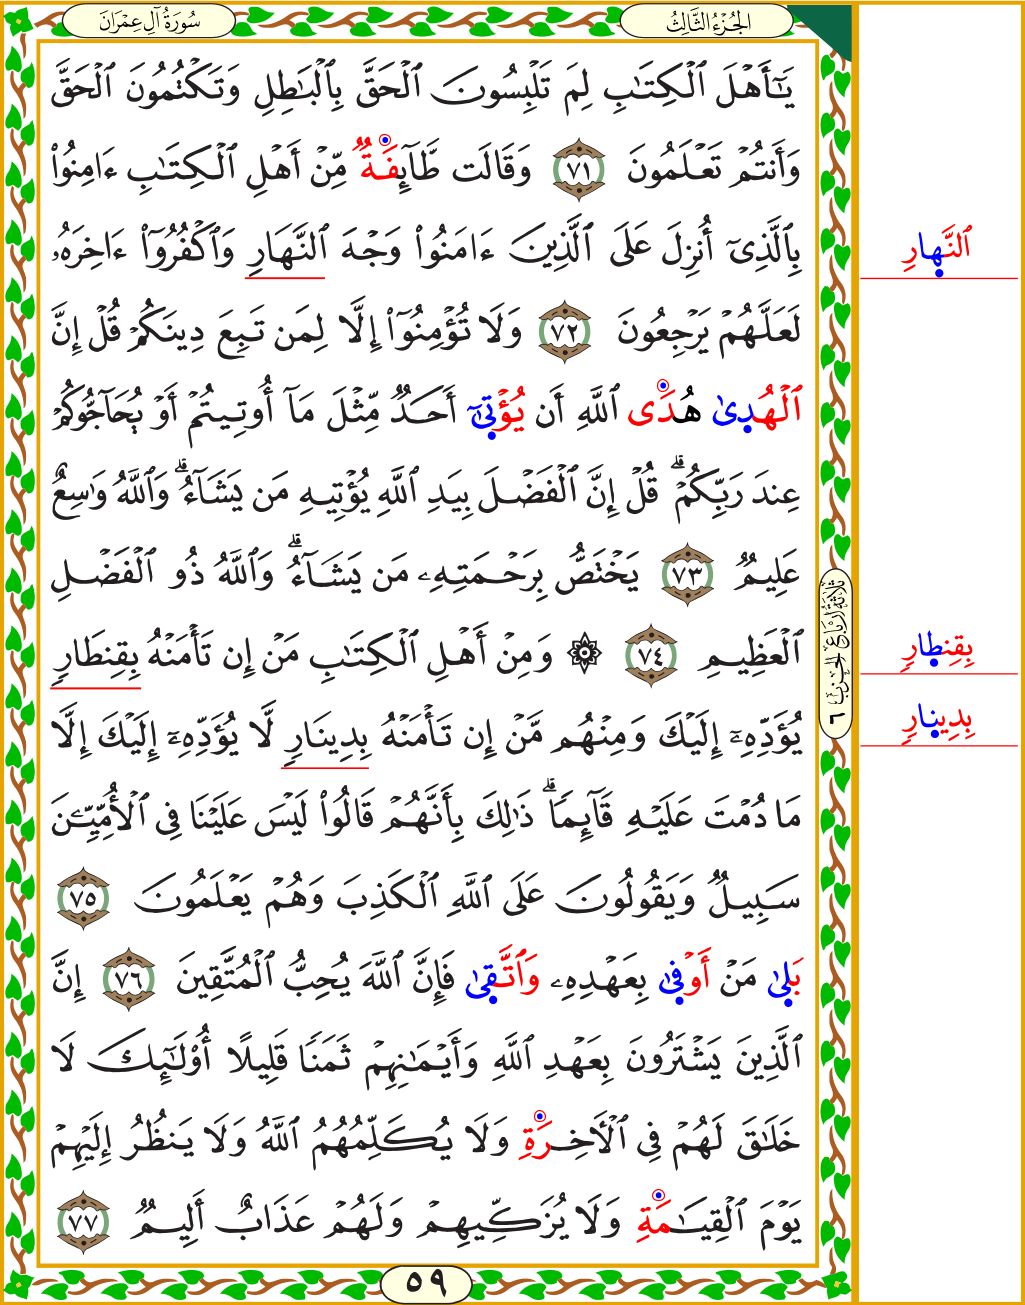 سُورَةُ آلِ عِمْرَانَ
الجُزْءُ الثَّالِثُ
يَٰٓأَهْلَ ٱلْكِتَٰبِ لِمَ تَلْبِسُونَ ٱلْحَقَّ بِٱلْبَٰطِلِ وَتَكْتُمُونَ ٱلْحَقَّ
وَأَنتُمْ تَعْلَمُونَ ٧١ وَقَالَت طَّآئِفَةٌ مِّنْ أَهْلِ ٱلْكِتَٰبِ ءَامِنُوا۟
بِٱلَّذِىٓ أُنزِلَ عَلَى ٱلَّذِينَ ءَامَنُوا۟ وَجْهَ ٱلنَّهَارِ وَٱكْفُرُوٓا۟ ءَاخِرَهُۥ
لَعَلَّهُمْ يَرْجِعُونَ ٧٢ وَلَا تُؤْمِنُوٓا۟ إِلَّا لِمَن تَبِعَ دِينَكُمْ قُلْ إِنَّ
ٱلْهُدِىٰ هُدَى ٱللَّهِ أَن يُؤْتِىٰٓ أَحَدٌ مِّثْلَ مَآ أُوتِيتُمْ أَوْ يُحَآجُّوكُمْ
عِندَ رَبِّكُمْ ۗ قُلْ إِنَّ ٱلْفَضْلَ بِيَدِ ٱللَّهِ يُؤْتِيهِ مَن يَشَآءُ ۗ وَٱللَّهُ وَٰسِعٌ
عَلِيمٌ ٧٣ يَخْتَصُّ بِرَحْمَتِهِۦ مَن يَشَآءُ ۗ وَٱللَّهُ ذُو ٱلْفَضْلِ
ٱلْعَظِيمِ ٧٤ ۞ وَمِنْ أَهْلِ ٱلْكِتَٰبِ مَنْ إِن تَأْمَنْهُ بِقِنطَارٍ
يُؤَدِّهِۦٓ إِلَيْكَ وَمِنْهُم مَّنْ إِن تَأْمَنْهُ بِدِينَارٍ لَّا يُؤَدِّهِۦٓ إِلَيْكَ إِلَّا
مَا دُمْتَ عَلَيْهِ قَآئِمًا ۗ ذَٰلِكَ بِأَنَّهُمْ قَالُوا۟ لَيْسَ عَلَيْنَا فِى ٱلْأُمِّيِّـۧنَ
سَبِيلٌ وَيَقُولُونَ عَلَى ٱللَّهِ ٱلْكَذِبَ وَهُمْ يَعْلَمُونَ ٧٥
بَلِىٰ مَنْ أَوْفِىٰ بِعَهْدِهِۦ وَٱتَّقِىٰ فَإِنَّ ٱللَّهَ يُحِبُّ ٱلْمُتَّقِينَ ٧٦ إِنَّ
ٱلَّذِينَ يَشْتَرُونَ بِعَهْدِ ٱللَّهِ وَأَيْمَٰنِهِمْ ثَمَنًا قَلِيلًا أُو۟لَٰٓئِكَ لَا
خَلَٰقَ لَهُمْ فِى ٱلْأَخِرَةِ وَلَا يُكَلِّمُهُمُ ٱللَّهُ وَلَا يَنظُرُ إِلَيْهِمْ
يَوْمَ ٱلْقِيَٰمَةِ وَلَا يُزَكِّيهِمْ وَلَهُمْ عَذَابٌ أَلِيمٌ ٧٧
ٱلنَّهِارِ
بِقِنطِارٍ
بِدِينِارٍ
ثَلَاثَةُ أَرْبَاعِ الْحِزْبِ ٦
٥٩